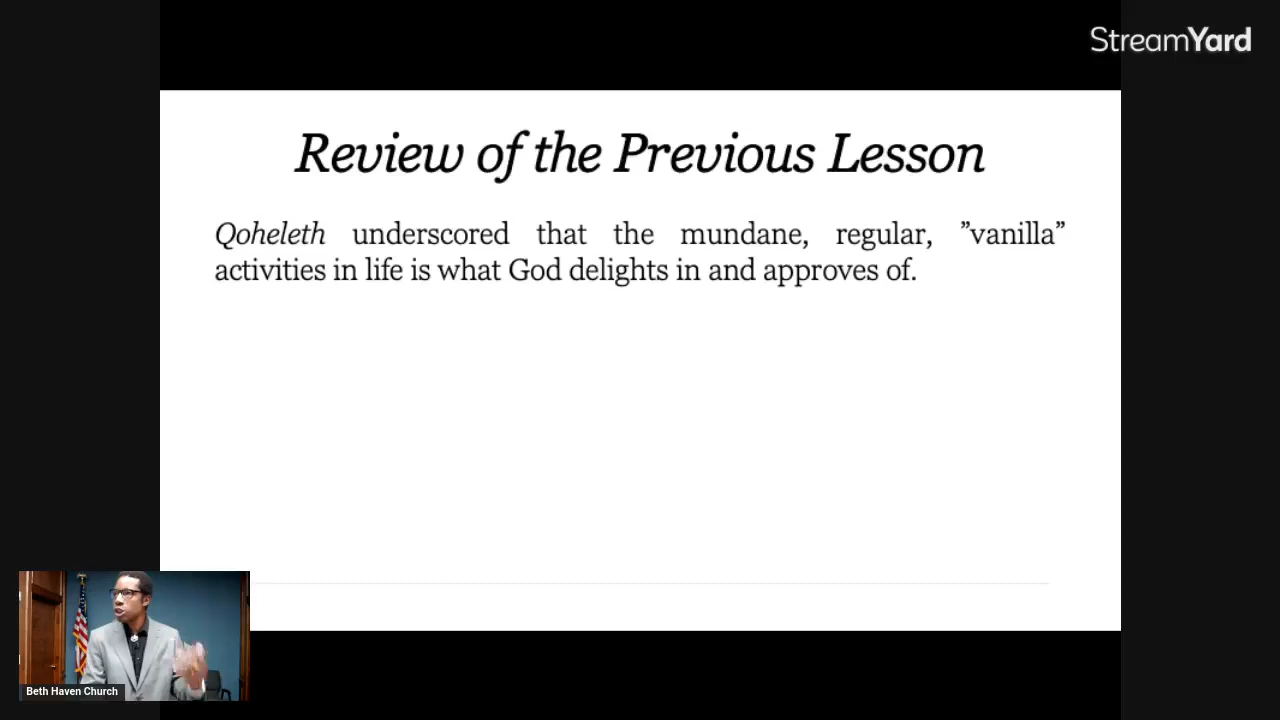 StreamYard
Review of the Previous Lesson
Qoheleth underscored that the mundane, regular, ”vanilla”
activities in life is what God delights in and approves of.
Beth Haven Church